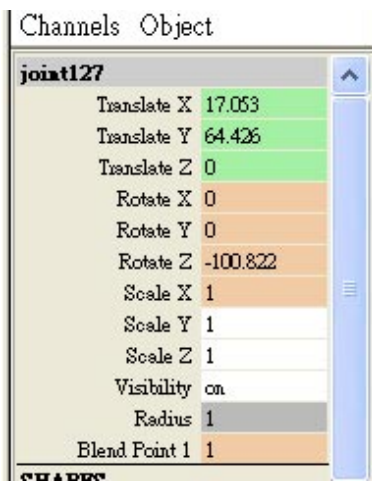 Channels Object
joint127
Translate X 17.053
Translate Y 64.426
Translate Z 0
Rotate X 0
Rotate Y 0
Rotate Z -100.822
Scale X 1
Scale Y 1
Scale Z 1
Visibility on
Radius 1
Blend Point 1 1
SHAPES